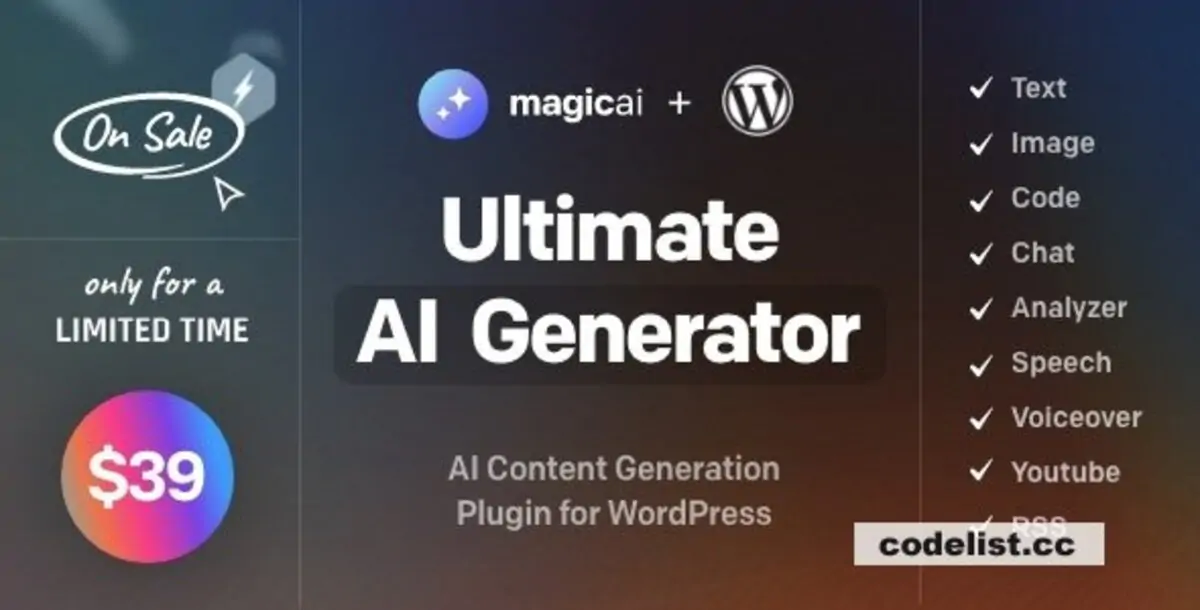 On Sale
only for a
LIMITED TIME
$39
magicai +
Ultimate
AI Generator
AI Content Generation
Plugin for WordPress
Text
Image
Code
Chat
Analyzer
Speech
Voiceover
Youtube
RSS
codelist.cc